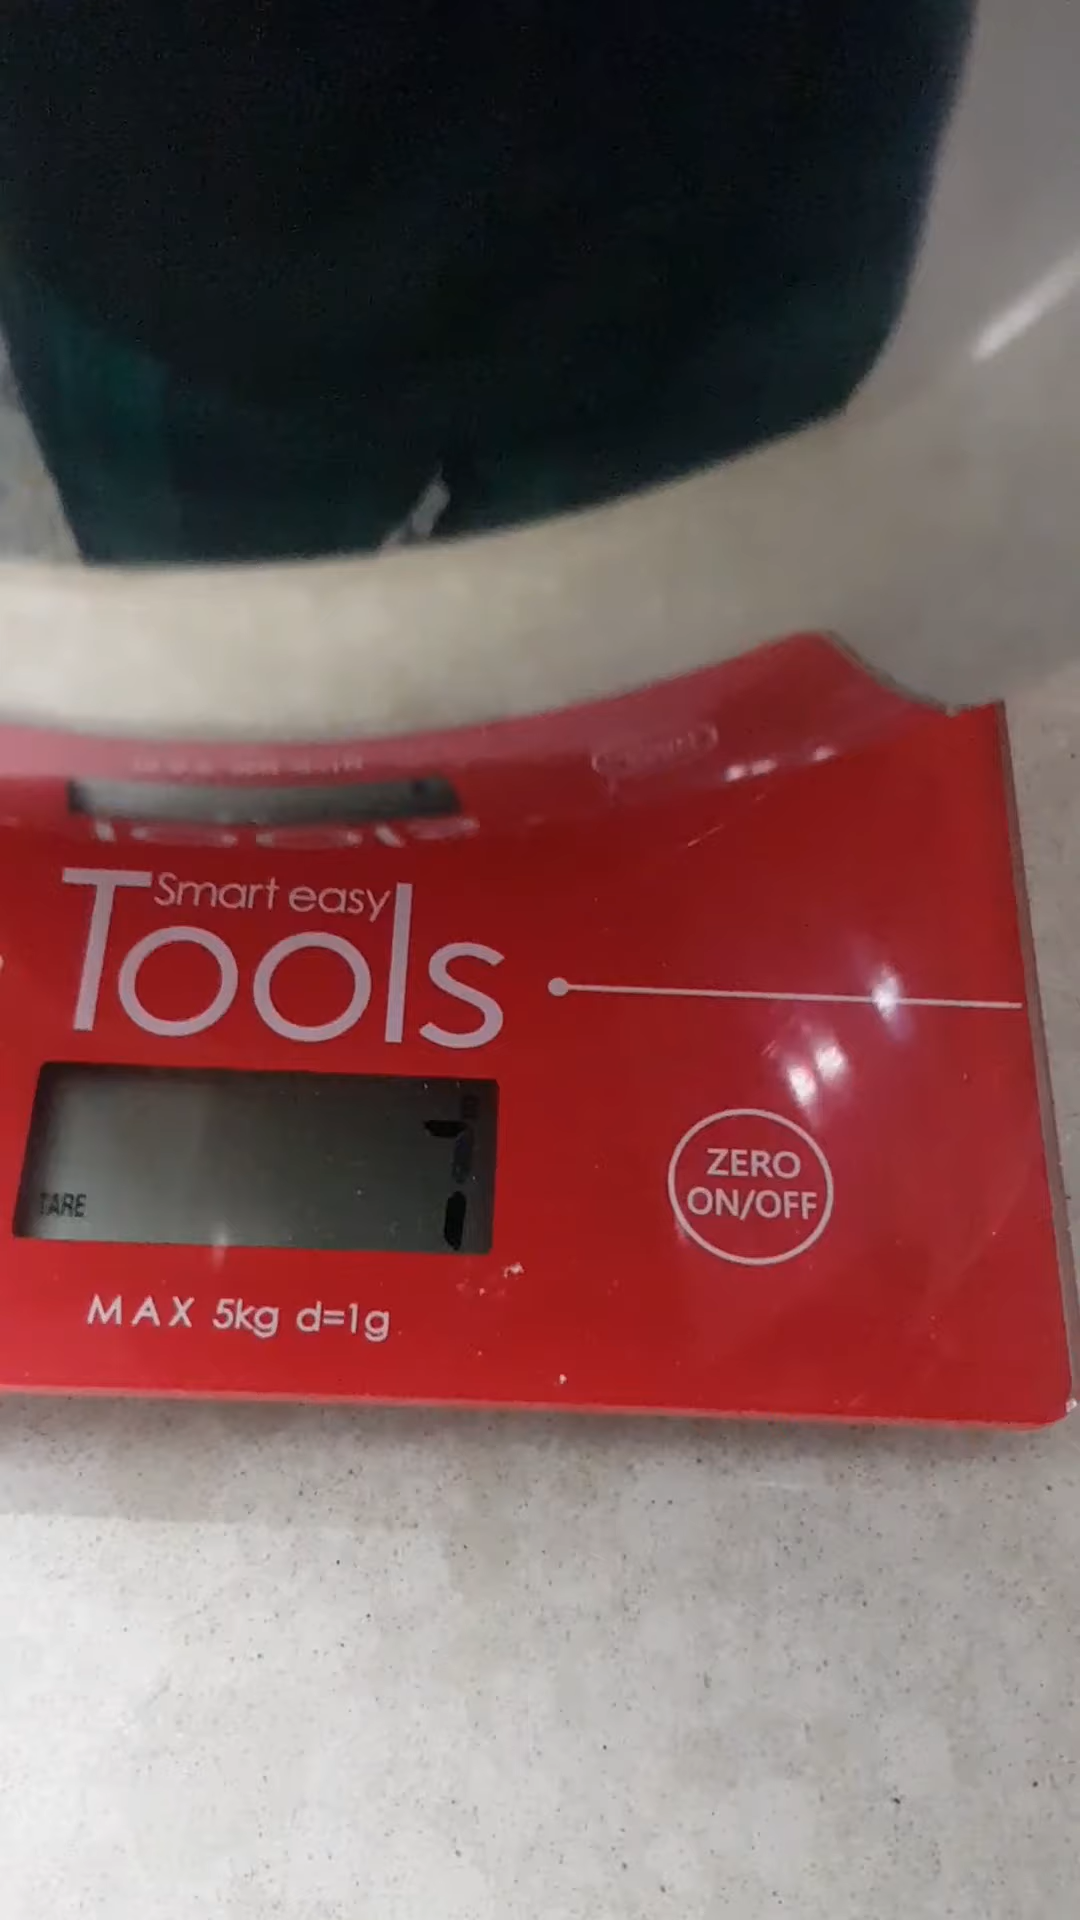 Smart easy
Tools
TARE
ZERO
ON/OFF
MAX 5kg d=1g